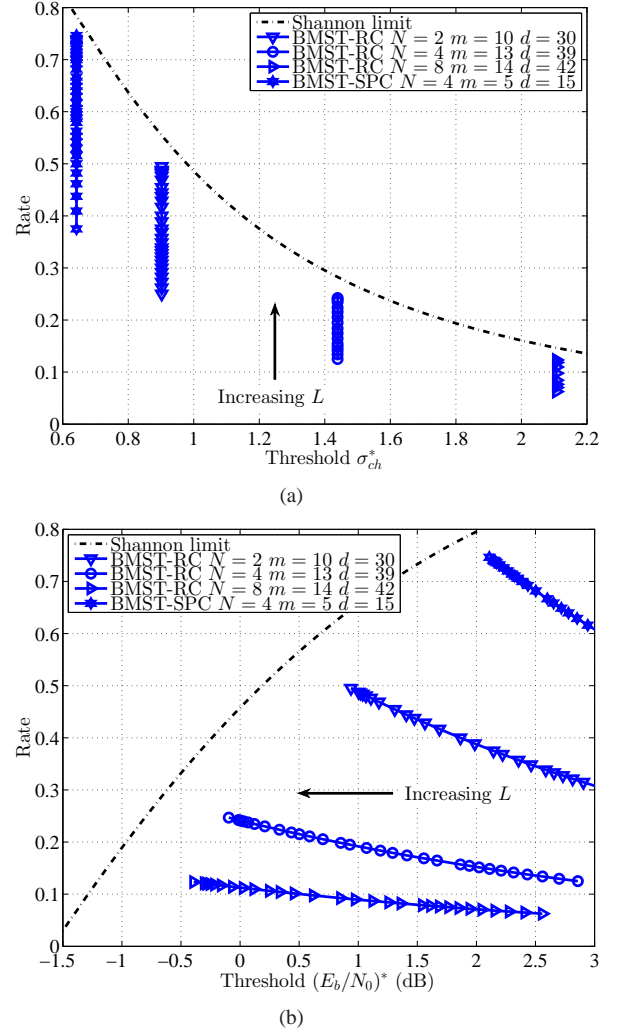 0.8
0.7
0.6
0.5
0.4
0.3
0.2
0.1
0
Rate
Shannon limit
BMST-RC N = 2 m = 10 d = 30
BMST-RC N = 4 m = 13 d = 39
BMST-RC N = 8 m = 14 d = 42
BMST-SPC N = 4 m = 5 d = 15
Increasing L
0.6 0.8 1 1.2 1.4 1.6 1.8 2 2.2
Threshold σ*ch
(a)
0.8
0.7
0.6
0.5
0.4
0.3
0.2
0.1
0
Rate
Shannon limit
BMST-RC N = 2 m = 10 d = 30
BMST-RC N = 4 m = 13 d = 39
BMST-RC N = 8 m = 14 d = 42
BMST-SPC N = 4 m = 5 d = 15
Increasing L
-1.5 -1 -0.5 0 0.5 1 1.5 2 2.5 3
Threshold (Eb/N0)* (dB)
(b)